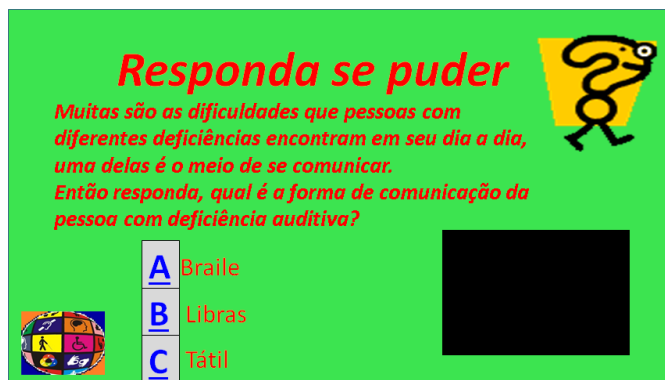 Responda se puder
Muitas são as dificuldades que pessoas com
diferentes deficiências encontram em seu dia a dia,
uma delas é o meio de se comunicar.
Então responda, qual é a forma de comunicação da
pessoa com deficiência auditiva?
A Braile
B Libras
C Tátil